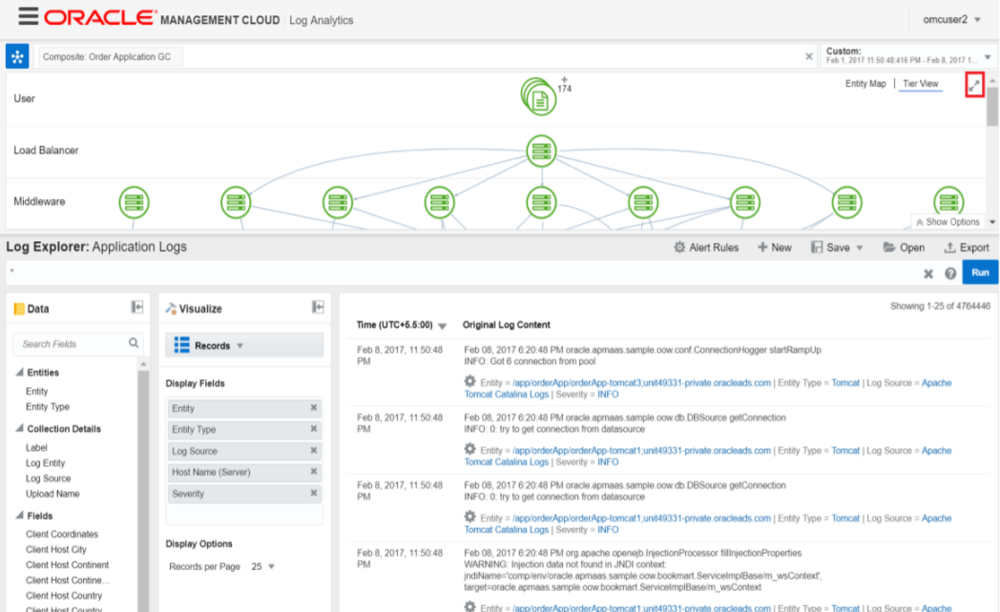 ORACLE MANAGEMENT CLOUD | Log Analytics
omcuser2
Composite: Order Application GC
Custom:
Feb 1, 2017 11:50:48:416 PM - Feb 8, 2017 1...
User
+
174
Entity Map | Tier View
Load Balancer
Middleware
Show Options
Log Explorer: Application Logs
Alert Rules
+ New
Save
Open
Export
*
Run
Data
Visualize
Showing 1-25 of 4764446
Search Fields
Records
Time (UTC+5.5:00)
Original Log Content
Entities
Entity
Entity Type
Collection Details
Label
Log Entity
Log Source
Upload Name
Fields
Client Coordinates
Client Host City
Client Host Continent
Client Host Contine...
Client Host Country
Client Host Country
Display Fields
Entity
Entity Type
Log Source
Host Name (Server)
Severity
Display Options
Records per Page 25
Feb 8, 2017, 11:50:48
PM
Feb 08, 2017 6:20:48 PM oracle.apmaas.sample.oow.conf.ConnectionHogger startRampUp
INFO: Got 6 connection from pool
Entity = /app/orderApp/orderApp-tomcat3;unit49331-private.oracleads.com | Entity Type = Tomcat | Log Source = Apache
Tomcat Catalina Logs | Severity = INFO
Feb 8, 2017, 11:50:48
PM
Feb 08, 2017 6:20:48 PM oracle.apmaas.sample.oow.db.DBSource getConnection
INFO: 0: try to get connection from datasource
Entity = /app/orderApp/orderApp-tomcat1;unit49331-private.oracleads.com | Entity Type = Tomcat | Log Source = Apache
Tomcat Catalina Logs | Severity = INFO
Feb 8, 2017, 11:50:48
PM
Feb 08, 2017 6:20:48 PM oracle.apmaas.sample.oow.db.DBSource getConnection
INFO: 0: try to get connection from datasource
Entity = /app/orderApp/orderApp-tomcat1;unit49331-private.oracleads.com | Entity Type = Tomcat | Log Source = Apache
Tomcat Catalina Logs | Severity = INFO
Feb 8, 2017, 11:50:48
PM
Feb 08, 2017 6:20:48 PM org.apache.openejb.InjectionProcessor fillInjectionProperties
WARNING: Injection data not found in JNDI context:
jndiName='comp/env/oracle.apmaas.sample.oow.bookmart.ServiceImplBase/m_wsContext',
target=oracle.apmaas.sample.oow.bookmart.ServiceImplBase/m_wsContext
Entity = /app/orderApp/orderApp-tomcat1;unit49331-private.oracleads.com | Entity Type = Tomcat | Log Source = Apache